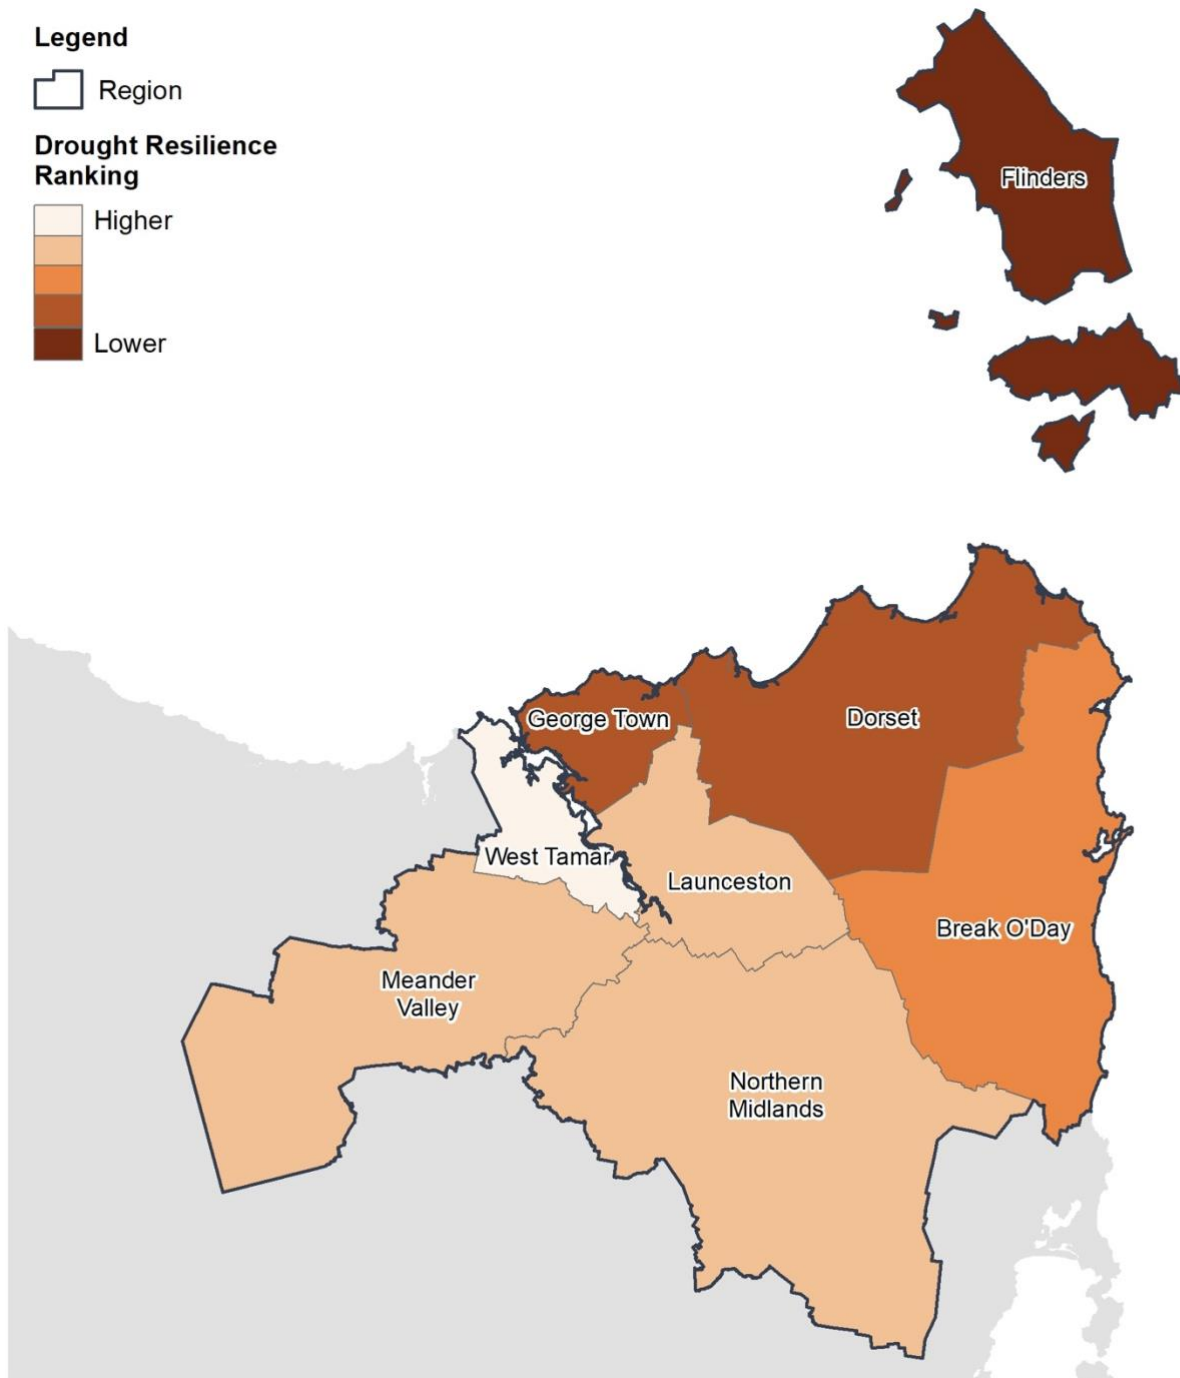 Legend
Region
Drought Resilience
Ranking
Higher
Lower
Flinders
George Town
Dorset
West Tamar
Launceston
Break O'Day
Meander
Valley
Northern
Midlands